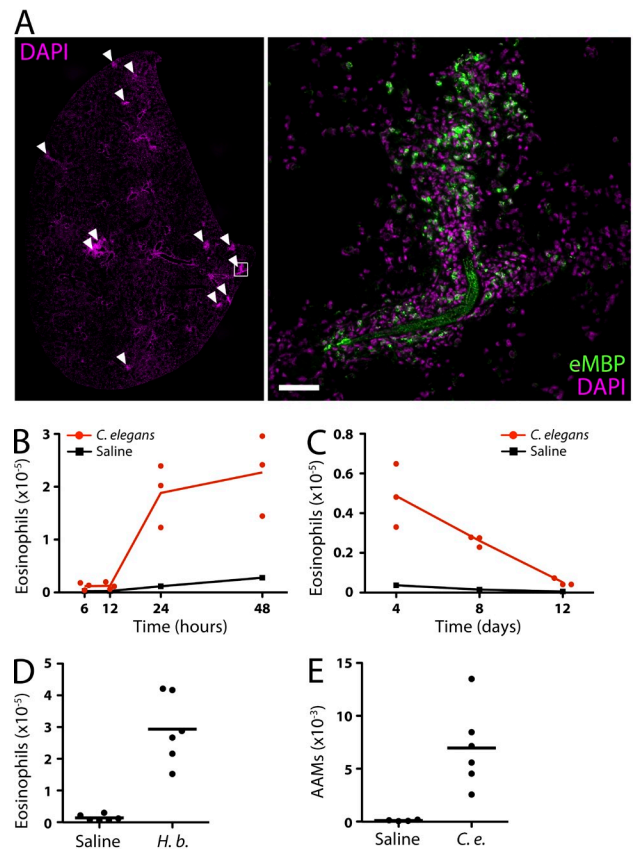 A
DAPI
eMBP
DAPI
B
C. elegans
Saline
Eosinophils (x10⁻⁵)
3
2
1
0
6 12 24 48
Time (hours)
C
C. elegans
Saline
Eosinophils (x10⁻⁵)
0.8
0.6
0.4
0.2
0
4 8 12
Time (days)
D
Eosinophils (x10⁻⁵)
5
4
3
2
1
0
Saline H. b.
E
AAMs (x10⁻³)
15
10
5
0
Saline C. e.